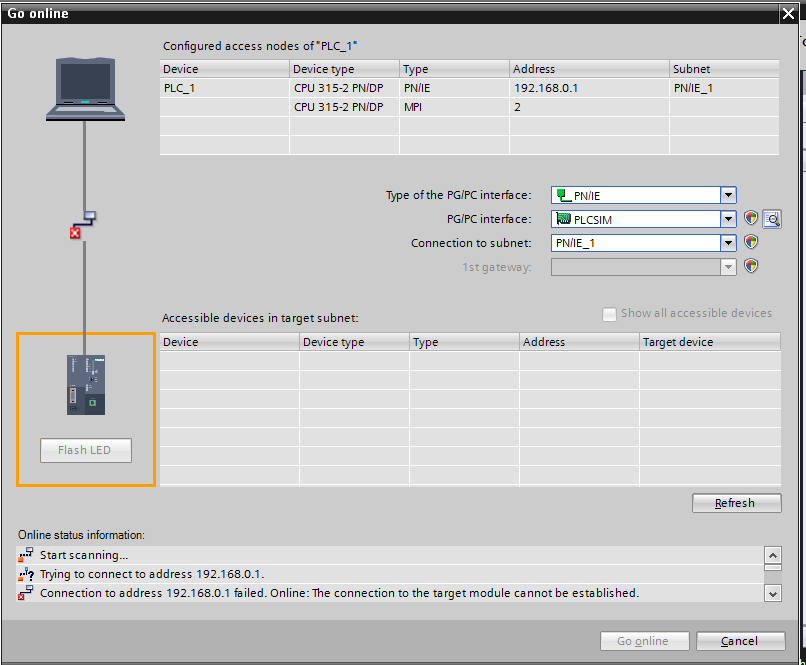 Go online
Configured access nodes of "PLC_1"
Device Device type Type Address Subnet
PLC_1 CPU 315-2 PN/DP PN/IE 192.168.0.1 PN/IE_1
CPU 315-2 PN/DP MPI 2
Type of the PG/PC interface: PN/IE
PG/PC interface: PLCSIM
Connection to subnet: PN/IE_1
1st gateway:
Accessible devices in target subnet: Show all accessible devices
Device Device type Type Address Target device
Flash LED
Refresh
Online status information:
Start scanning...
Trying to connect to address 192.168.0.1.
Connection to address 192.168.0.1 failed. Online: The connection to the target module cannot be established.
Go online Cancel